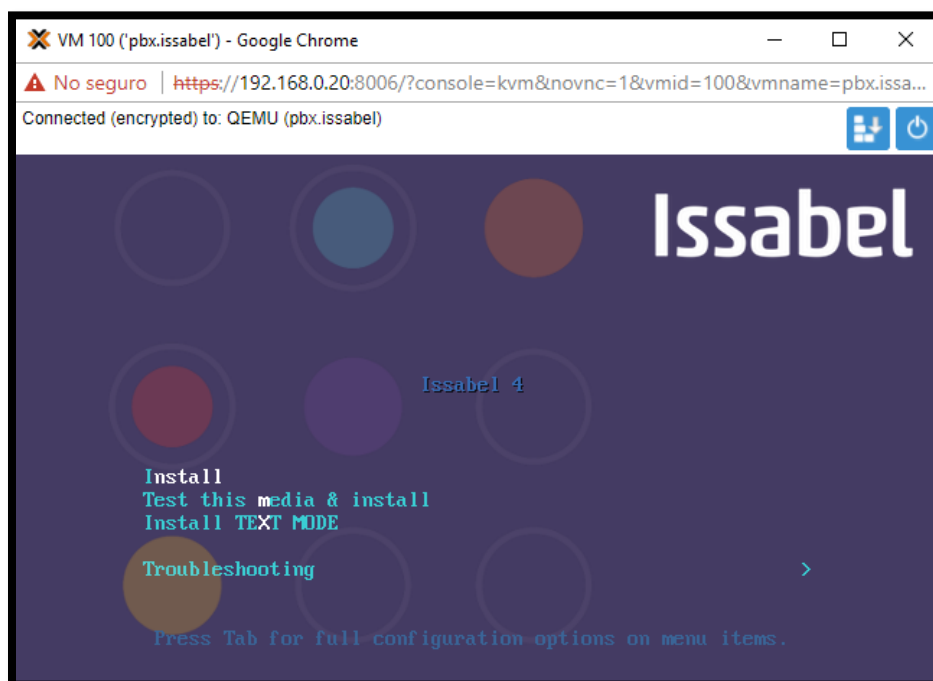 VM 100 ('pbx.issabel') - Google Chrome
No seguro | https://192.168.0.20:8006/?console=kvm&novnc=1&vmid=100&vmname=pbx.issa...
Connected (encrypted) to: QEMU (pbx.issabel)
Issabel
Issabel 4
Install
Test this media & install
Install TEXT MODE
Troubleshooting >
Press Tab for full configuration options on menu items.